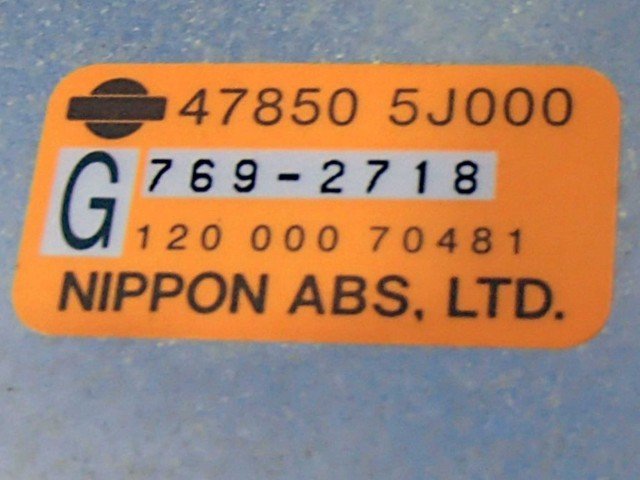 47850 5J000
G 769-2718
120 000 70481
NIPPON ABS, LTD.